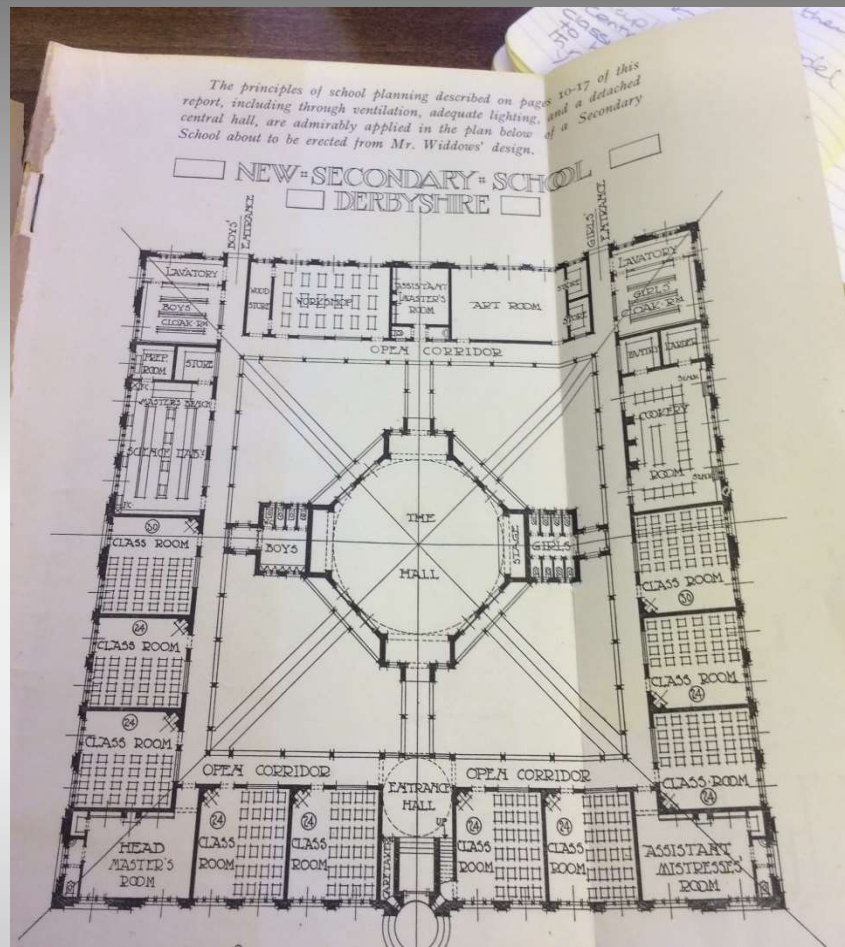 The principles of school planning described on pages 10-17 of this
report, including through ventilation, adequate lighting, and a detached
central hall, are admirably applied in the plan below of a Secondary
School about to be erected from Mr. Widdows' design.
NEW SECONDARY SCHOOL
DERBYSHIRE
BOYS'
ENTRANCE
GIRLS'
ENTRANCE
LAVATORY
BOYS
CLOAK-RM
WOOD
STORE
WORKSHOP
ASSISTANT
MASTER'S
ROOM
ART ROOM
STORE
STORE
LAVATORY
GIRLS
CLOAK-RM
OPEN CORRIDOR
PREP.
ROOM
STORE
PANTRY
LARDER
MASTERS BENCH
SCIENCE LABY
COOKERY
ROOM
THE
HALL
STAGE
BOYS
GIRLS
30
CLASS ROOM
CLASS ROOM
30
24
CLASS ROOM
CLASS ROOM
24
24
CLASS ROOM
CLASS ROOM
24
OPEN CORRIDOR
ENTRANCE
HALL
OPEN CORRIDOR
UP
HEAD
MASTER'S
ROOM
24
CLASS
ROOM
24
CLASS
ROOM
CARETAKER
24
CLASS
ROOM
24
CLASS
ROOM
ASSISTANT
MISTRESSES'
ROOM